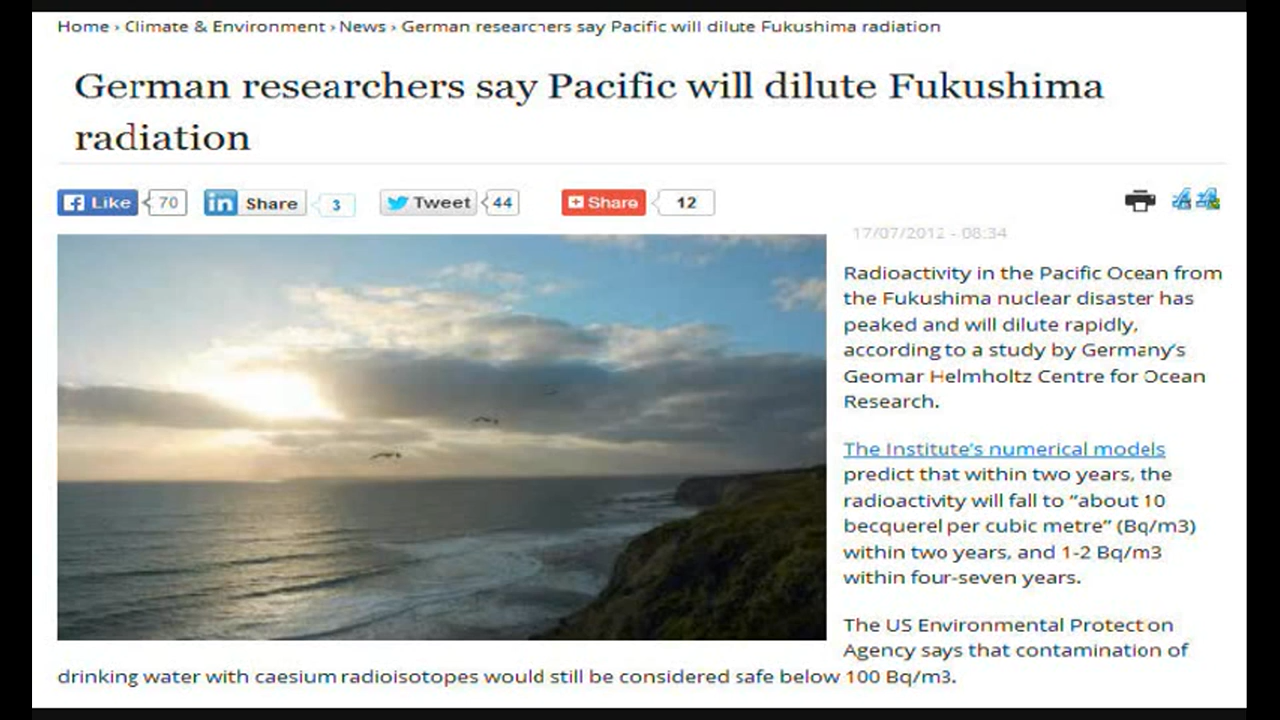 Home › Climate & Environment › News › German researchers say Pacific will dilute Fukushima radiation
German researchers say Pacific will dilute Fukushima
radiation
Like 70 Share 3 Tweet 44 Share 12
17/07/2012 - 08:34
Radioactivity in the Pacific Ocean from
the Fukushima nuclear disaster has
peaked and will dilute rapidly,
according to a study by Germany's
Geomar Helmholtz Centre for Ocean
Research.
The Institute's numerical models
predict that within two years, the
radioactivity will fall to “about 10
becquerel per cubic metre” (Bq/m3)
within two years, and 1-2 Bq/m3
within four-seven years.
The US Environmental Protection
Agency says that contamination of
drinking water with caesium radioisotopes would still be considered safe below 100 Bq/m3.